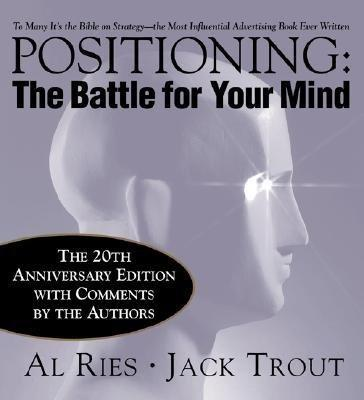 To Many It's the Bible on Strategy—the Most Influential Advertising Book Ever Written
POSITIONING:
The Battle for Your Mind
THE 20TH
ANNIVERSARY EDITION
WITH COMMENTS
BY THE AUTHORS
AL RIES · JACK TROUT